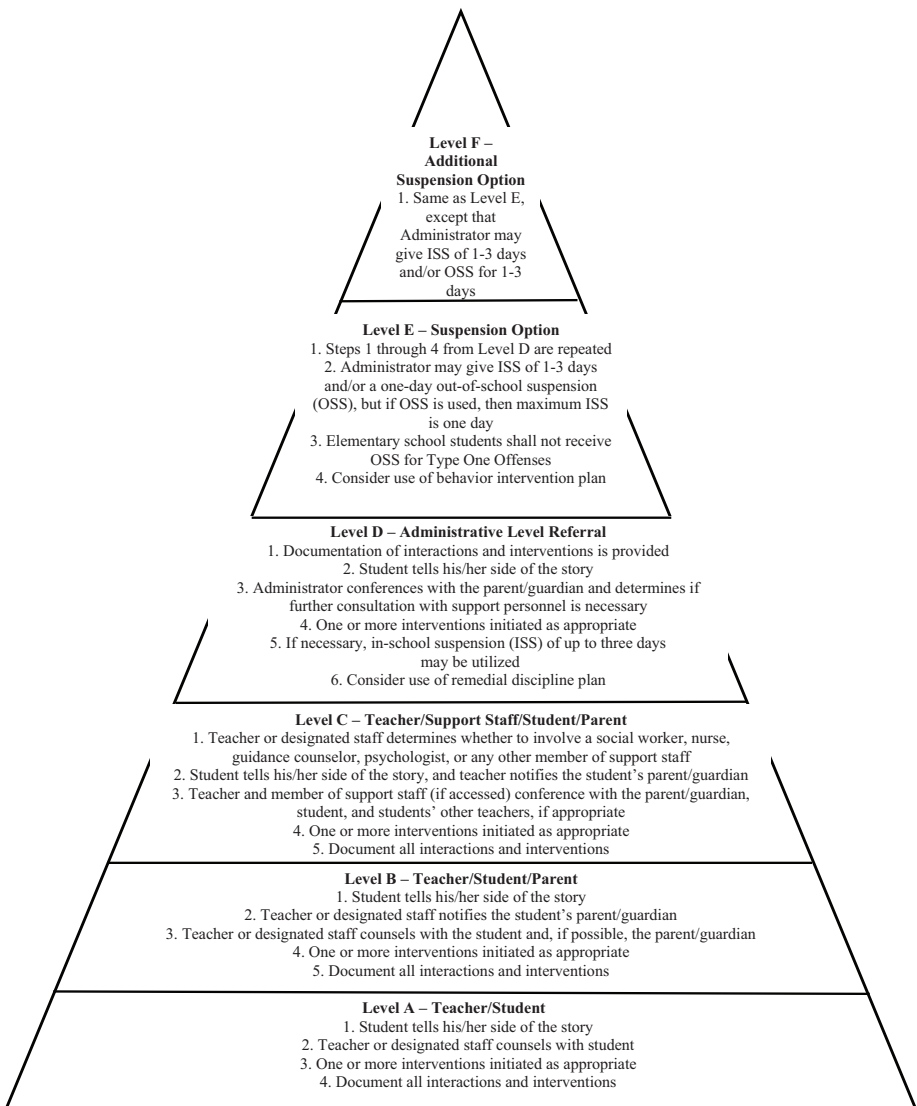 Level F –
Additional
Suspension Option
1. Same as Level E,
except that
Administrator may
give ISS of 1-3 days
and/or OSS for 1-3
days
Level E – Suspension Option
1. Steps 1 through 4 from Level D are repeated
2. Administrator may give ISS of 1-3 days
and/or a one-day out-of-school suspension
(OSS), but if OSS is used, then maximum ISS
is one day
3. Elementary school students shall not receive
OSS for Type One Offenses
4. Consider use of behavior intervention plan
Level D – Administrative Level Referral
1. Documentation of interactions and interventions is provided
2. Student tells his/her side of the story
3. Administrator conferences with the parent/guardian and determines if
further consultation with support personnel is necessary
4. One or more interventions initiated as appropriate
5. If necessary, in-school suspension (ISS) of up to three days
may be utilized
6. Consider use of remedial discipline plan
Level C – Teacher/Support Staff/Student/Parent
1. Teacher or designated staff determines whether to involve a social worker, nurse,
guidance counselor, psychologist, or any other member of support staff
2. Student tells his/her side of the story, and teacher notifies the student's parent/guardian
3. Teacher and member of support staff (if accessed) conference with the parent/guardian,
student, and students' other teachers, if appropriate
4. One or more interventions initiated as appropriate
5. Document all interactions and interventions
Level B – Teacher/Student/Parent
1. Student tells his/her side of the story
2. Teacher or designated staff notifies the student's parent/guardian
3. Teacher or designated staff counsels with the student and, if possible, the parent/guardian
4. One or more interventions initiated as appropriate
5. Document all interactions and interventions
Level A – Teacher/Student
1. Student tells his/her side of the story
2. Teacher or designated staff counsels with student
3. One or more interventions initiated as appropriate
4. Document all interactions and interventions